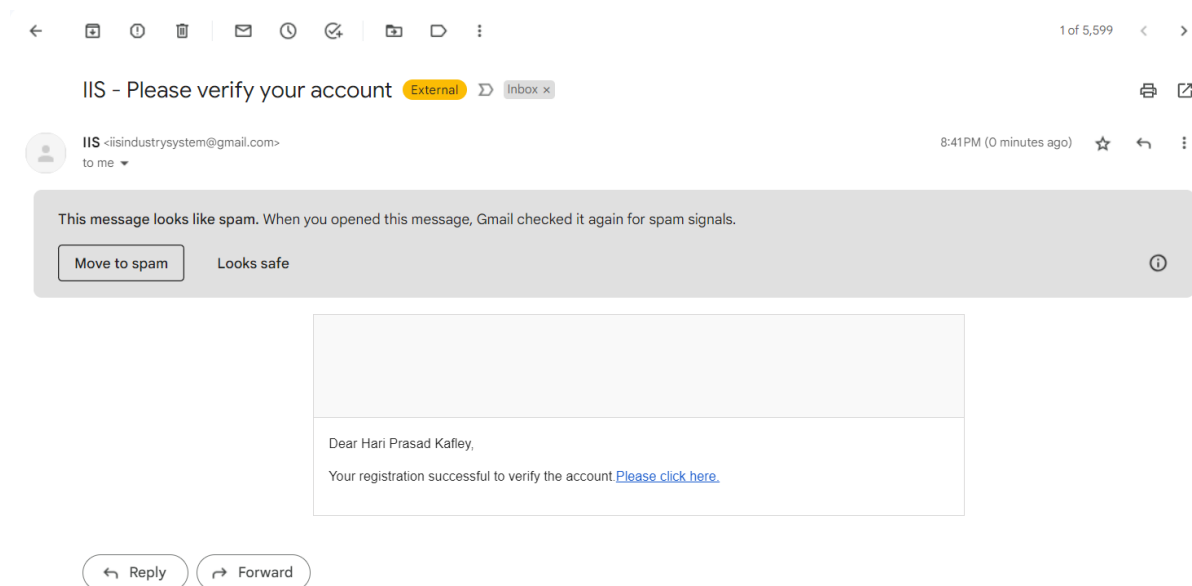 1 of 5,599
IIS - Please verify your account External Inbox ×
IIS <iisindustrysystem@gmail.com> 8:41 PM (0 minutes ago)
to me
This message looks like spam. When you opened this message, Gmail checked it again for spam signals.
Move to spam Looks safe
Dear Hari Prasad Kafley,
Your registration successful to verify the account.Please click here.
Reply Forward